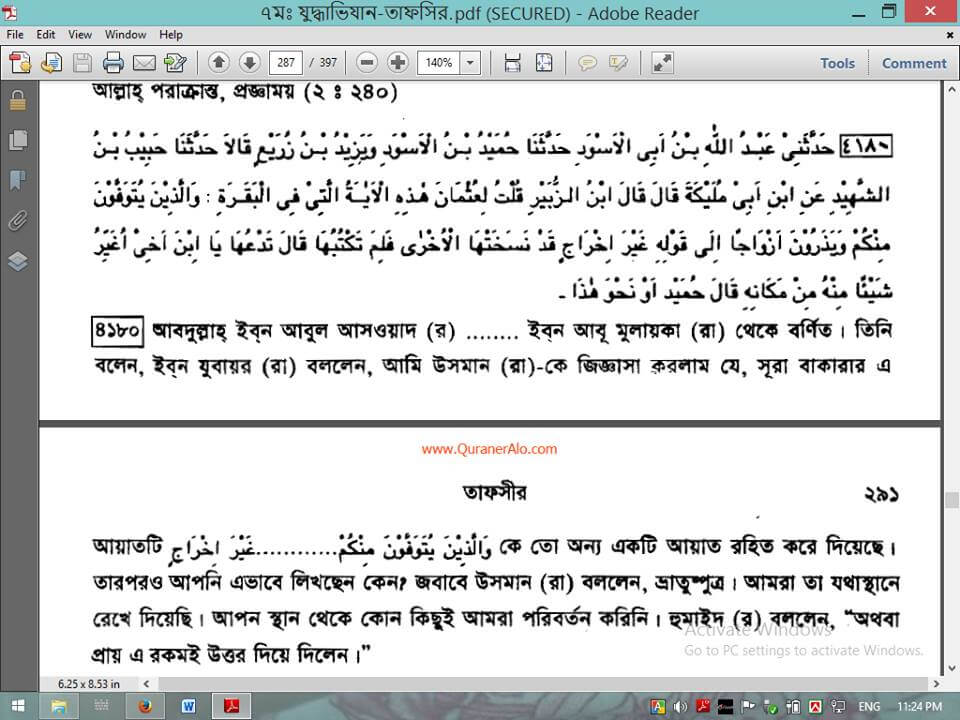 ৭মঃ যুদ্ধাভিযান-তাফসির.pdf (SECURED) - Adobe Reader
File Edit View Window Help
287 / 397 140% Tools Comment
আল্লাহ্ পরাক্রান্ত, প্রজ্ঞাময় (২ ঃ ২৪০)
٤١٨٠ حَدَّثَنِىْ عَبْدُ اللّٰهِ بْنُ اَبِى الْاَسْوَدِ حَدَّثَنَا حُمَيْدُ بْنُ الْاَسْوَدِ وَيَزِيْدُ بْنُ زُرَيْعٍ قَالاَ حَدَّثَنَا حَبِيْبُ بْنُ
الشَّهِيْدِ عَنِ ابْنِ اَبِىْ مُلَيْكَةَ قَالَ قَالَ ابْنُ الزُّبَيْرِ قُلْتُ لِعُثْمَانَ هٰذِهِ الْاٰيَةُ الَّتِىْ فِى الْبَقَرَةِ : وَالَّذِيْنَ يُتَوَفَّوْنَ
مِنْكُمْ وَيَذَرُوْنَ اَزْوَاجًا اِلٰى قَوْلِهِ غَيْرَ اِخْرَاجٍ قَدْ نَسَخَتْهَا الْاُخْرٰى فَلِمَ تَكْتُبُهَا قَالَ تَدَعُهَا يَا ابْنَ اَخِىْ اُغَيِّرُ
شَيْئًا مِنْهُ مِنْ مَكَانِهِ قَالَ حُمَيْد اَوْ نَحْوَ هٰذَا -
৪১৮০ আবদুল্লাহ্ ইব্‌ন আবুল আসওয়াদ (র) ........ ইব্‌ন আবূ মুলায়কা (রা) থেকে বর্ণিত। তিনি
বলেন, ইব্‌ন যুবায়র (রা) বললেন, আমি উসমান (রা)-কে জিজ্ঞাসা করলাম যে, সূরা বাকারার এ
www.QuranerAlo.com
তাফসীর ২৯১
আয়াতটি وَالَّذِيْنَ يُتَوَفَّوْنَ مِنْكُمْ............غَيْرَ اِخْرَاجٍ কে তো অন্য একটি আয়াত রহিত করে দিয়েছে।
তারপরও আপনি এভাবে লিখছেন কেন? জবাবে উসমান (রা) বললেন, ভ্রাতুষ্পুত্র। আমরা তা যথাস্থানে
রেখে দিয়েছি। আপন স্থান থেকে কোন কিছুই আমরা পরিবর্তন করিনি। হুমাইদ (র) বললেন, “অথবা
প্রায় এ রকমই উত্তর দিয়ে দিলেন।”
Activate Windows
Go to PC settings to activate Windows.
6.25 x 8.53 in
ENG 11:24 PM